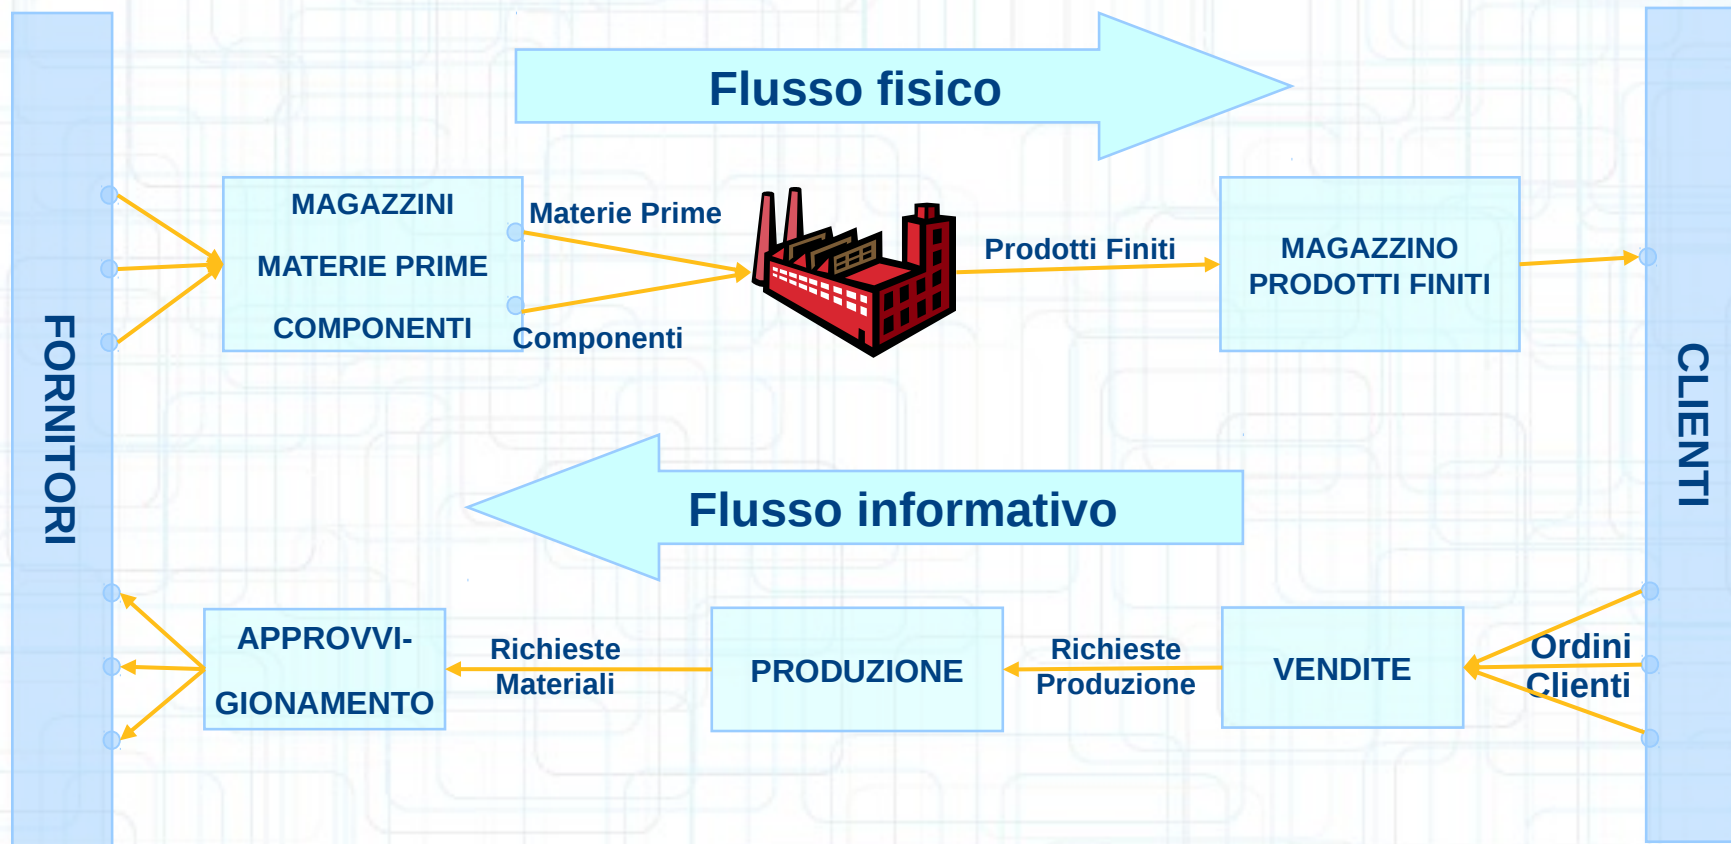 Flusso fisico
MAGAZZINI
MATERIE PRIME
COMPONENTI
Materie Prime
Componenti
Prodotti Finiti
MAGAZZINO
PRODOTTI FINITI
FORNITORI
CLIENTI
Flusso informativo
APPROVVI-
GIONAMENTO
Richieste
Materiali
PRODUZIONE
Richieste
Produzione
VENDITE
Ordini
Clienti